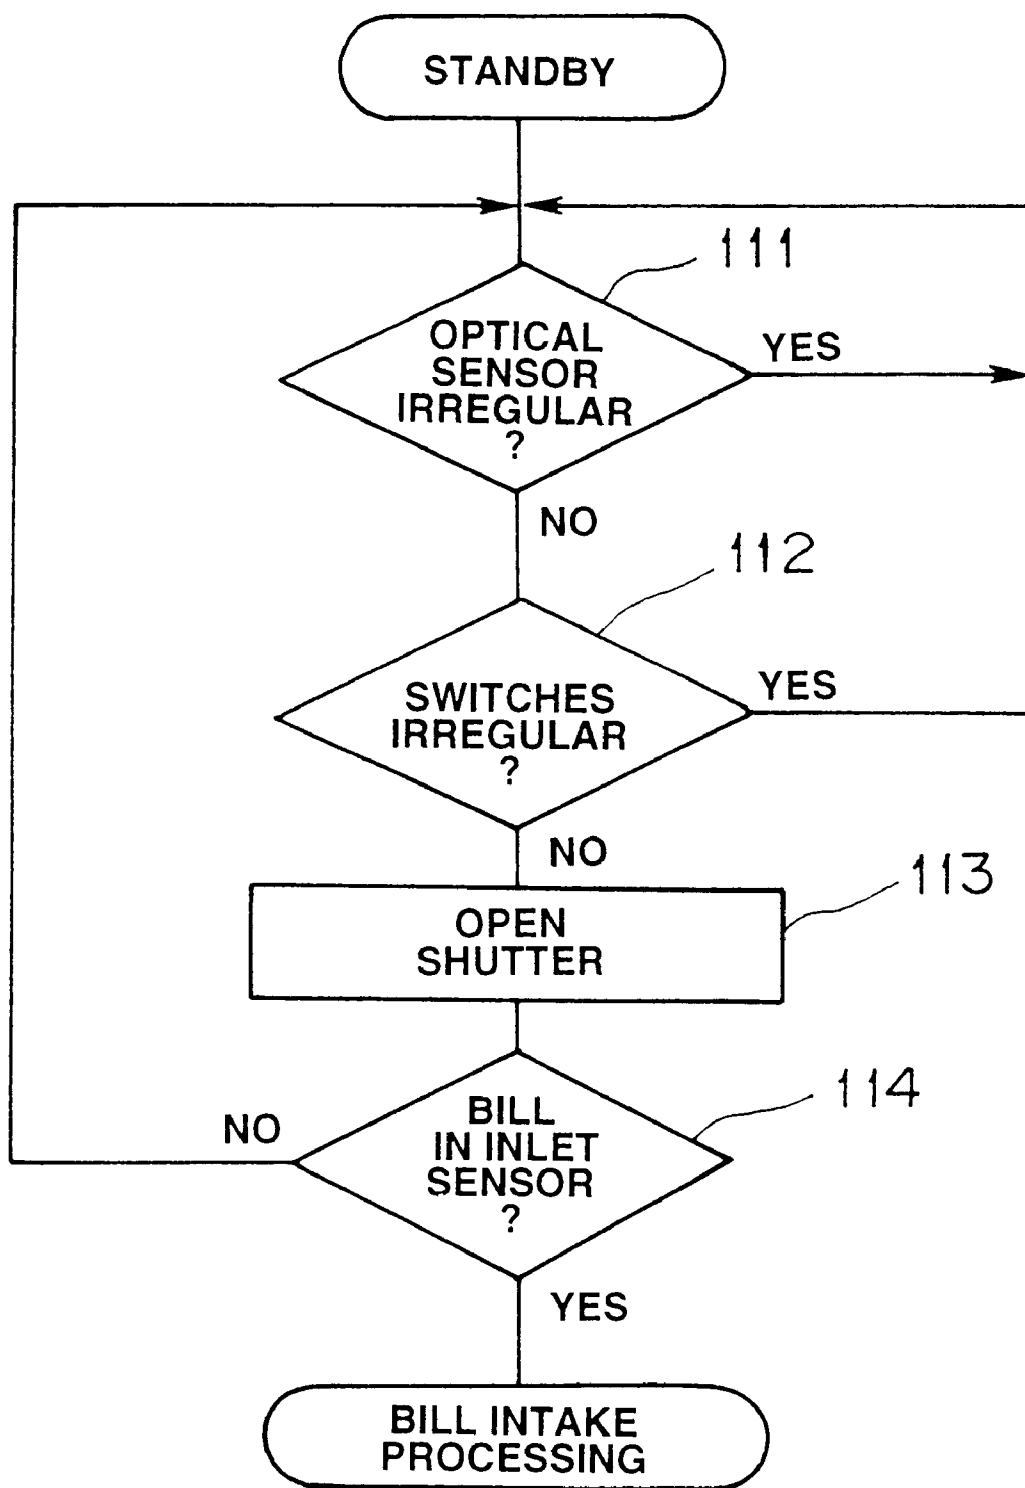 STANDBY
111
OPTICAL
SENSOR
IRREGULAR
?
YES
NO
112
SWITCHES
IRREGULAR
?
YES
NO
113
OPEN
SHUTTER
114
BILL
IN INLET
SENSOR
?
NO
YES
BILL INTAKE
PROCESSING